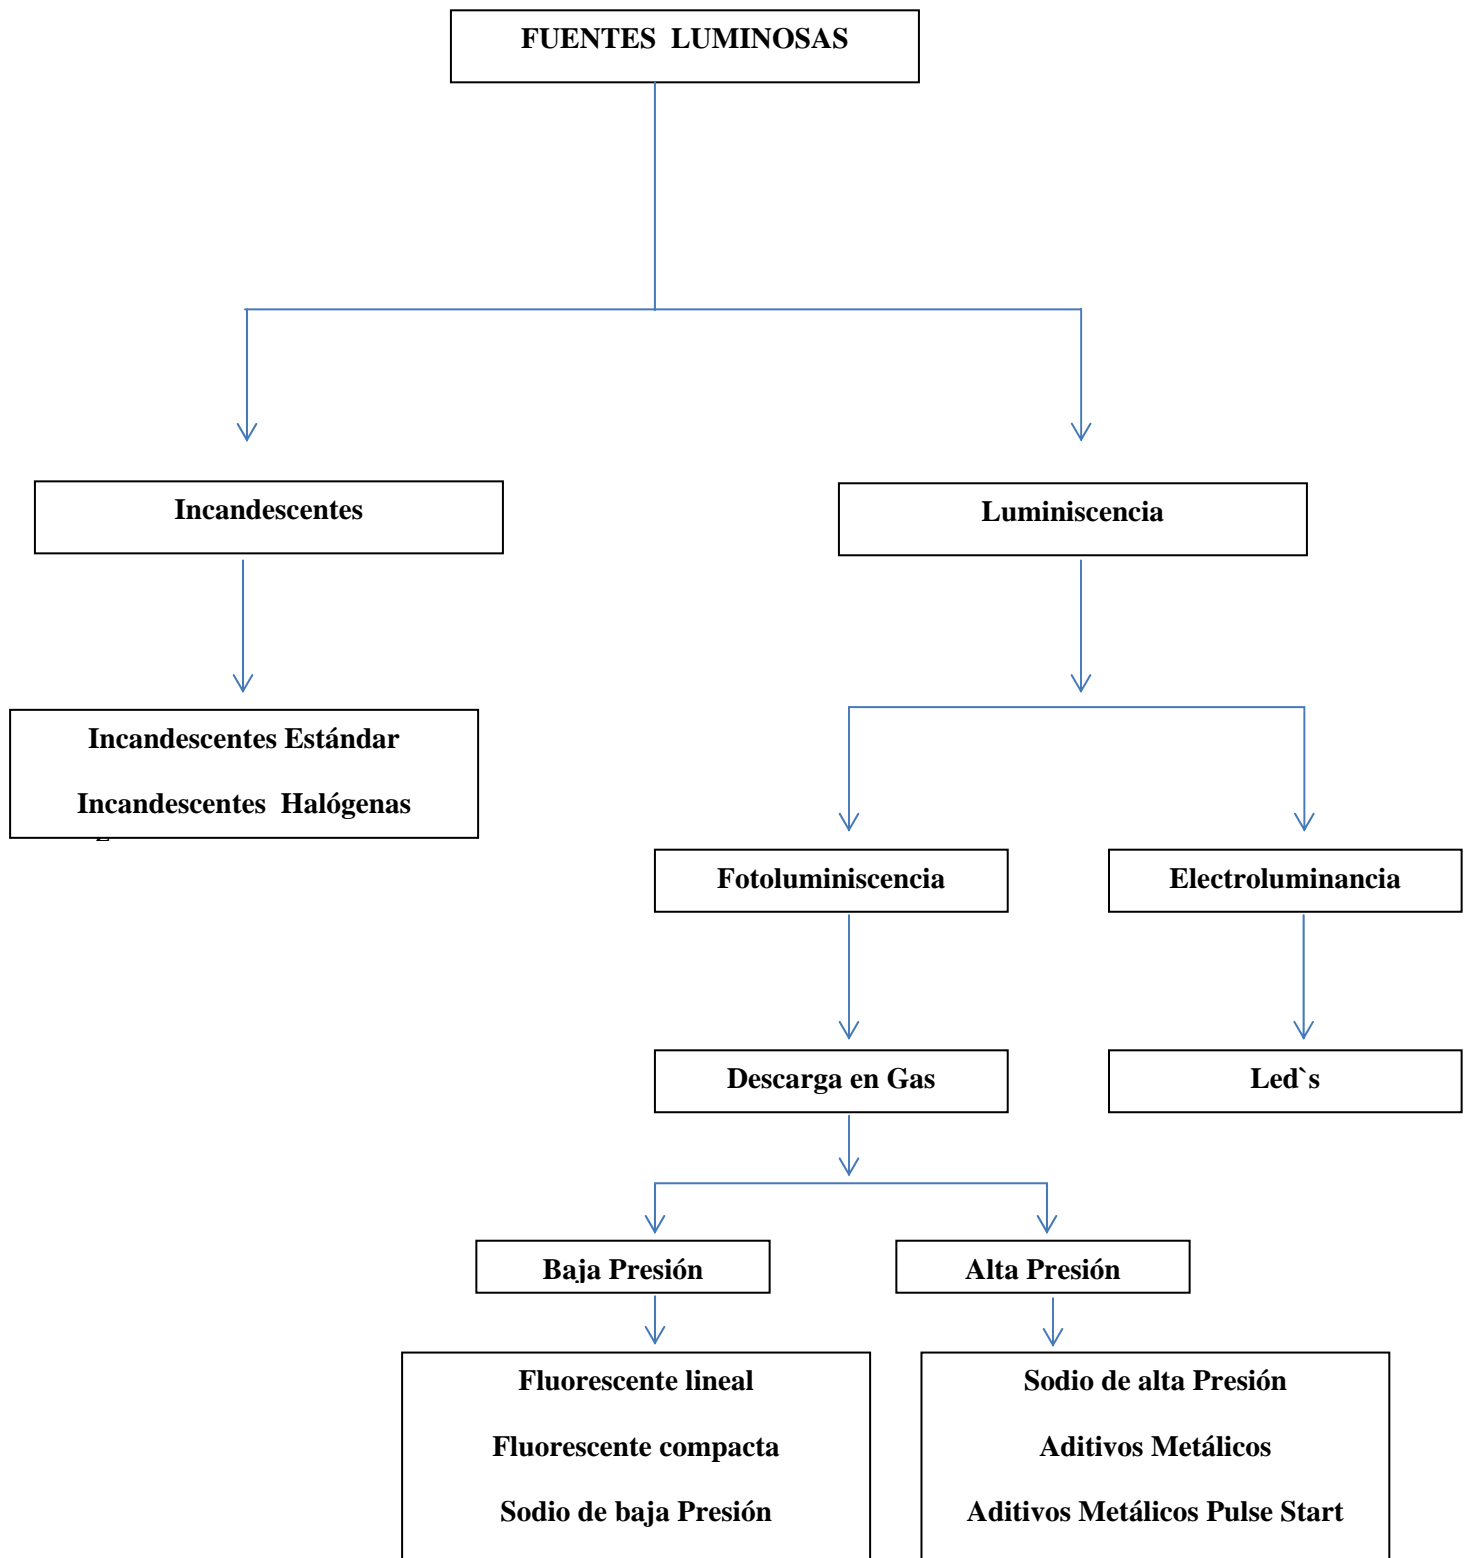 FUENTES LUMINOSAS
Incandescentes
Luminiscencia
Incandescentes Estándar
Incandescentes Halógenas
Fotoluminiscencia
Electroluminancia
Descarga en Gas
Led`s
Baja Presión
Alta Presión
Fluorescente lineal
Fluorescente compacta
Sodio de baja Presión
Sodio de alta Presión
Aditivos Metálicos
Aditivos Metálicos Pulse Start